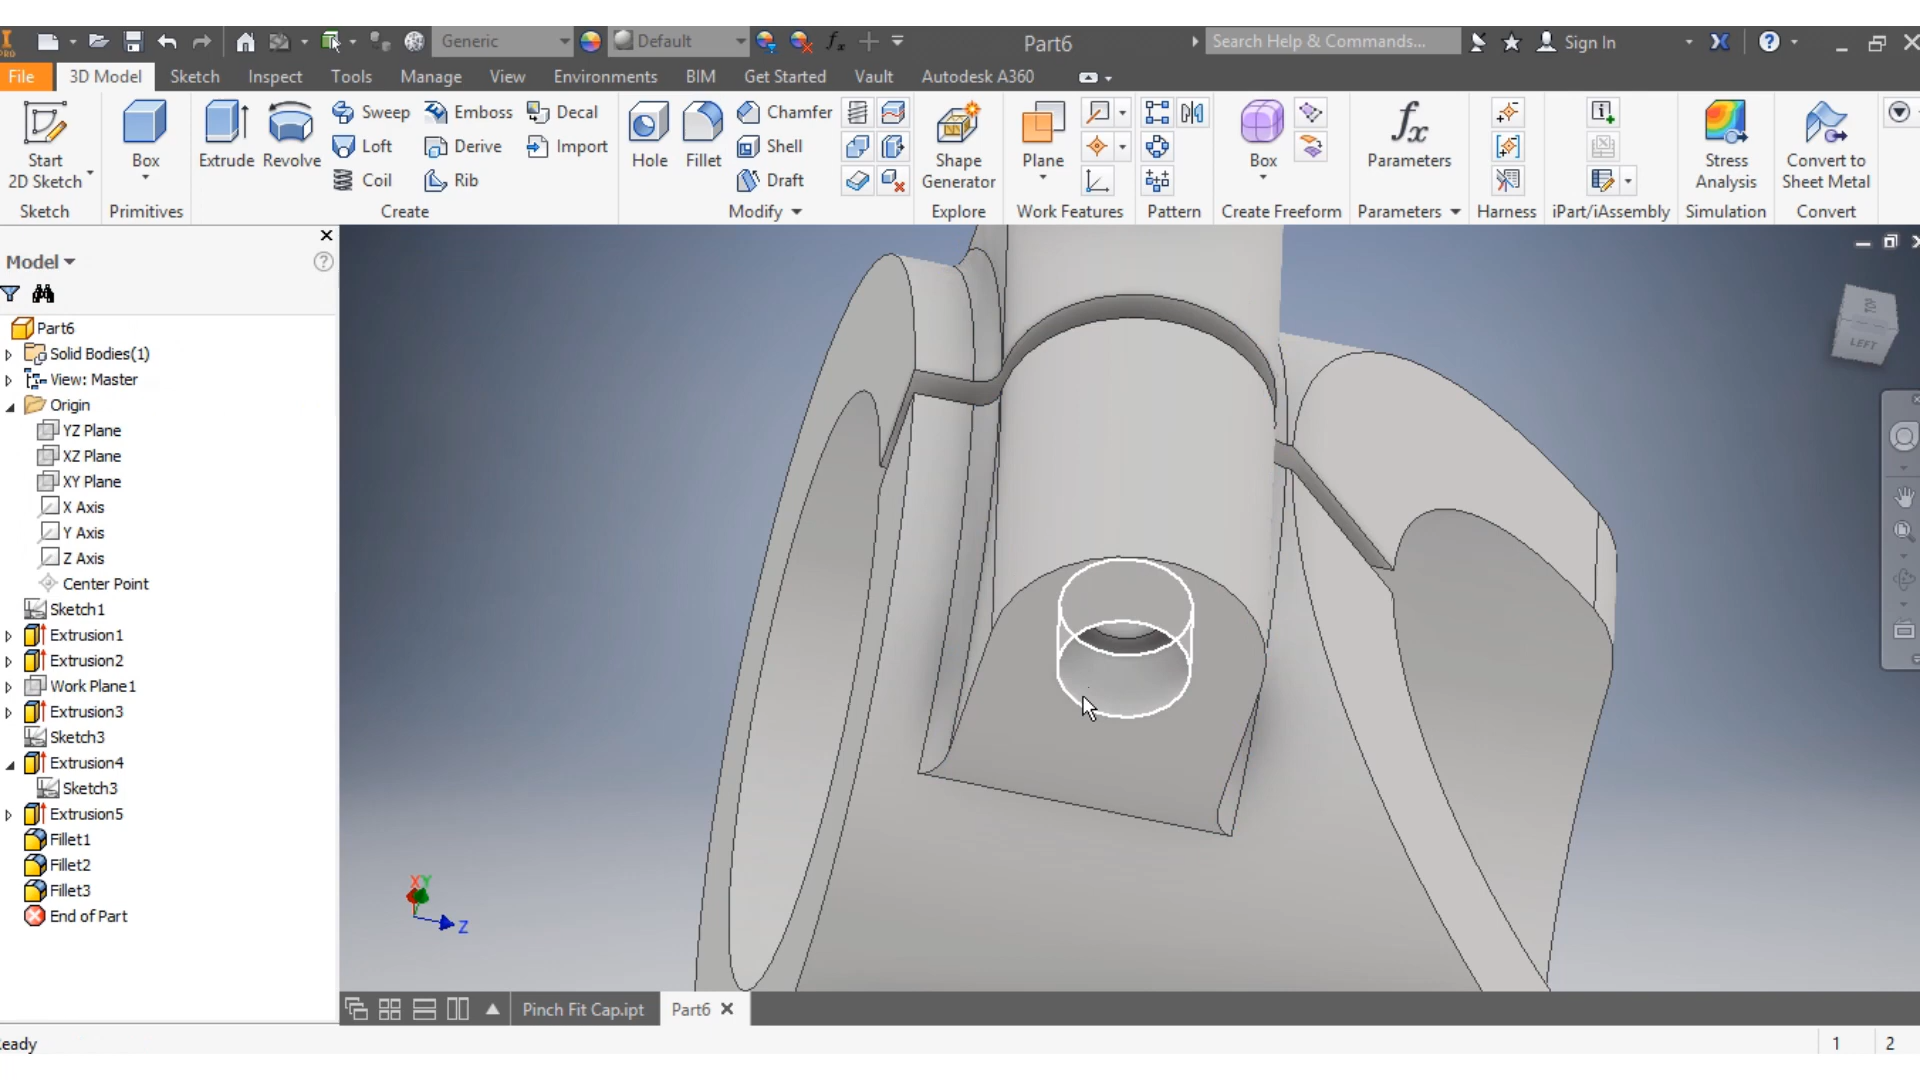 PRO
Generic
Default
Part6
Search Help & Commands...
Sign In
File
3D Model
Sketch
Inspect
Tools
Manage
View
Environments
BIM
Get Started
Vault
Autodesk A360
Start
2D Sketch
Sketch
Box
Primitives
Extrude
Revolve
Sweep
Loft
Coil
Emboss
Derive
Rib
Decal
Import
Create
Hole
Fillet
Chamfer
Shell
Draft
Modify
Shape
Generator
Explore
Plane
Work Features
Pattern
Box
Create Freeform
fx
Parameters
Parameters
Harness
iPart/iAssembly
Stress
Analysis
Simulation
Convert to
Sheet Metal
Convert
Model
Part6
Solid Bodies(1)
View: Master
Origin
YZ Plane
XZ Plane
XY Plane
X Axis
Y Axis
Z Axis
Center Point
Sketch1
Extrusion1
Extrusion2
Work Plane1
Extrusion3
Sketch3
Extrusion4
Sketch3
Extrusion5
Fillet1
Fillet2
Fillet3
End of Part
LEFT
X Y
Z
Pinch Fit Cap.ipt
Part6
eady
1
2